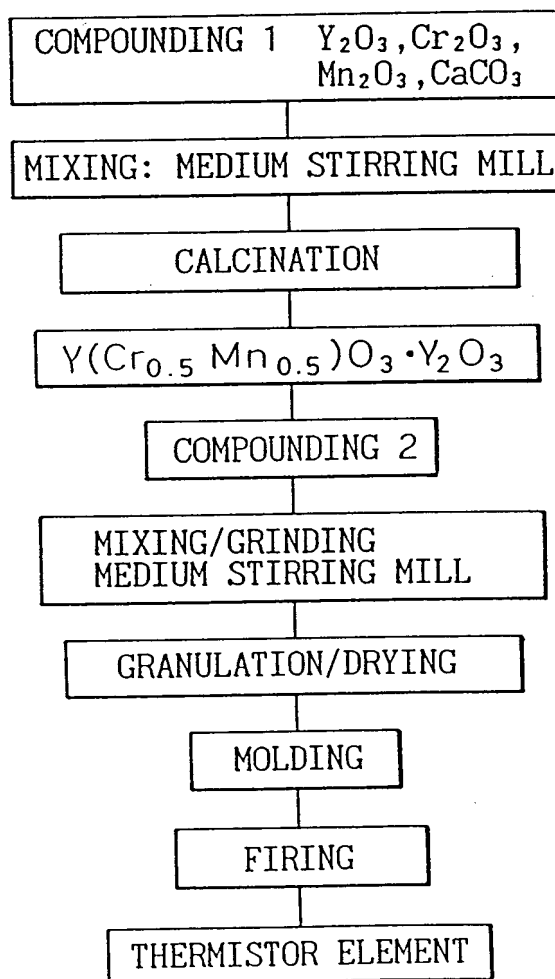 COMPOUNDING 1 Y₂O₃,Cr₂O₃,
Mn₂O₃,CaCO₃
MIXING: MEDIUM STIRRING MILL
CALCINATION
Y(Cr₀.₅ Mn₀.₅)O₃·Y₂O₃
COMPOUNDING 2
MIXING/GRINDING
MEDIUM STIRRING MILL
GRANULATION/DRYING
MOLDING
FIRING
THERMISTOR ELEMENT